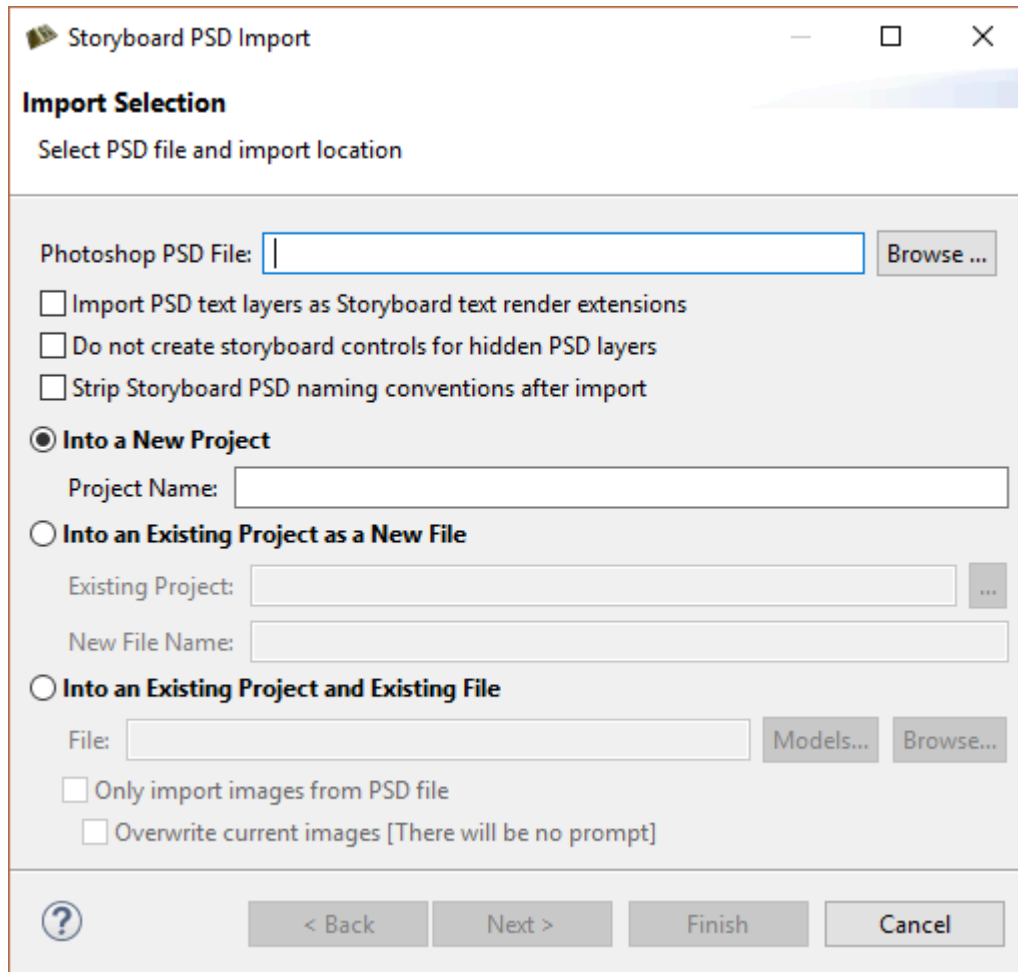 Storyboard PSD Import
Import Selection
Select PSD file and import location
Photoshop PSD File: Browse ...
Import PSD text layers as Storyboard text render extensions
Do not create storyboard controls for hidden PSD layers
Strip Storyboard PSD naming conventions after import
Into a New Project
Project Name:
Into an Existing Project as a New File
Existing Project: ...
New File Name:
Into an Existing Project and Existing File
File: Models... Browse...
Only import images from PSD file
Overwrite current images [There will be no prompt]
? < Back Next > Finish Cancel